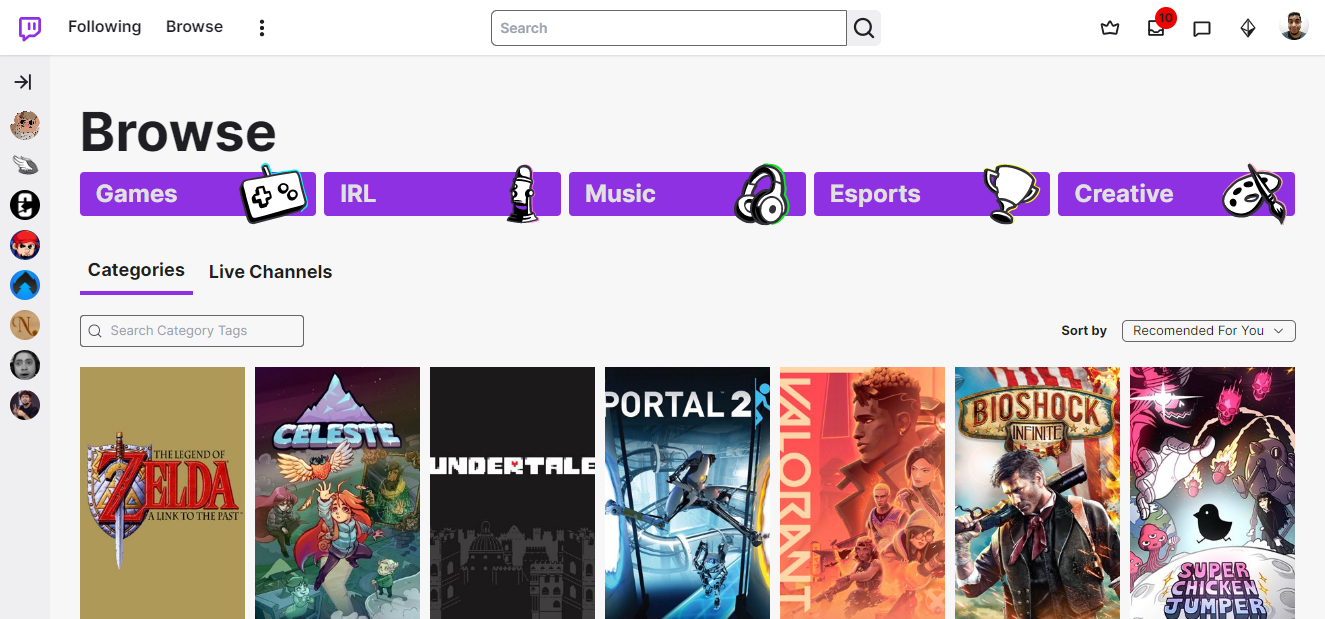 Following
Browse
Search
10
Browse
Games
IRL
Music
Esports
Creative
Categories
Live Channels
Search Category Tags
Sort by
Recomended For You
THE LEGEND OF
ZELDA
A LINK TO THE PAST
CELESTE
UNDERTALE
PORTAL 2
VALORANT
BIOSHOCK
INFINITE
SUPER
CHICKEN
JUMPER
N.